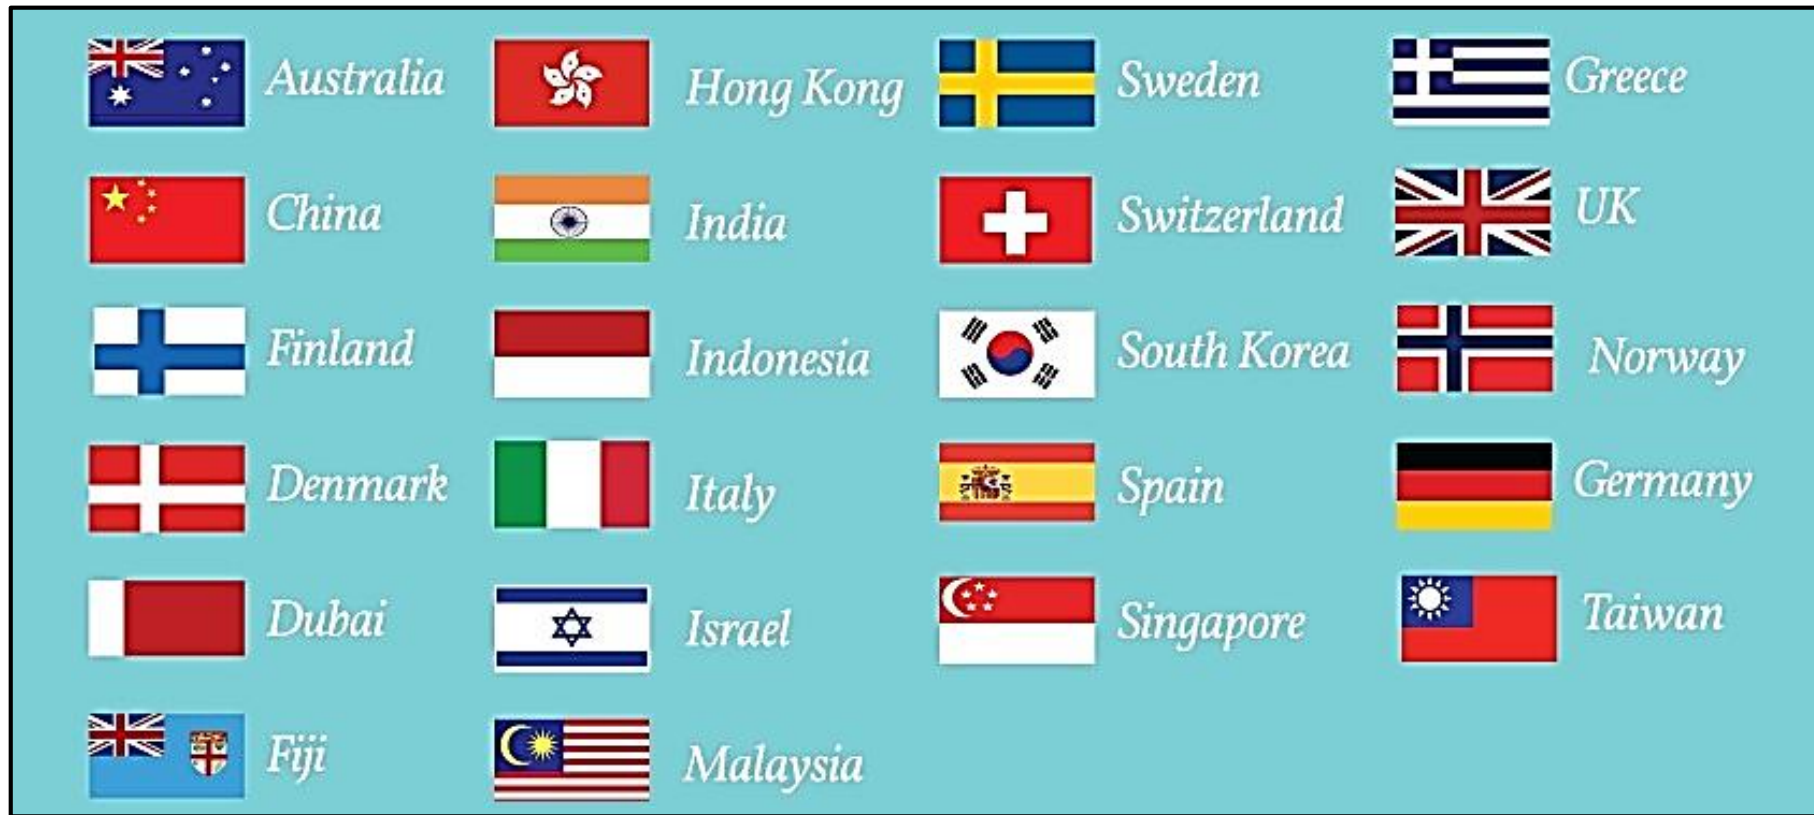 Australia
Hong Kong
Sweden
Greece
China
India
Switzerland
UK
Finland
Indonesia
South Korea
Norway
Denmark
Italy
Spain
Germany
Dubai
Israel
Singapore
Taiwan
Fiji
Malaysia